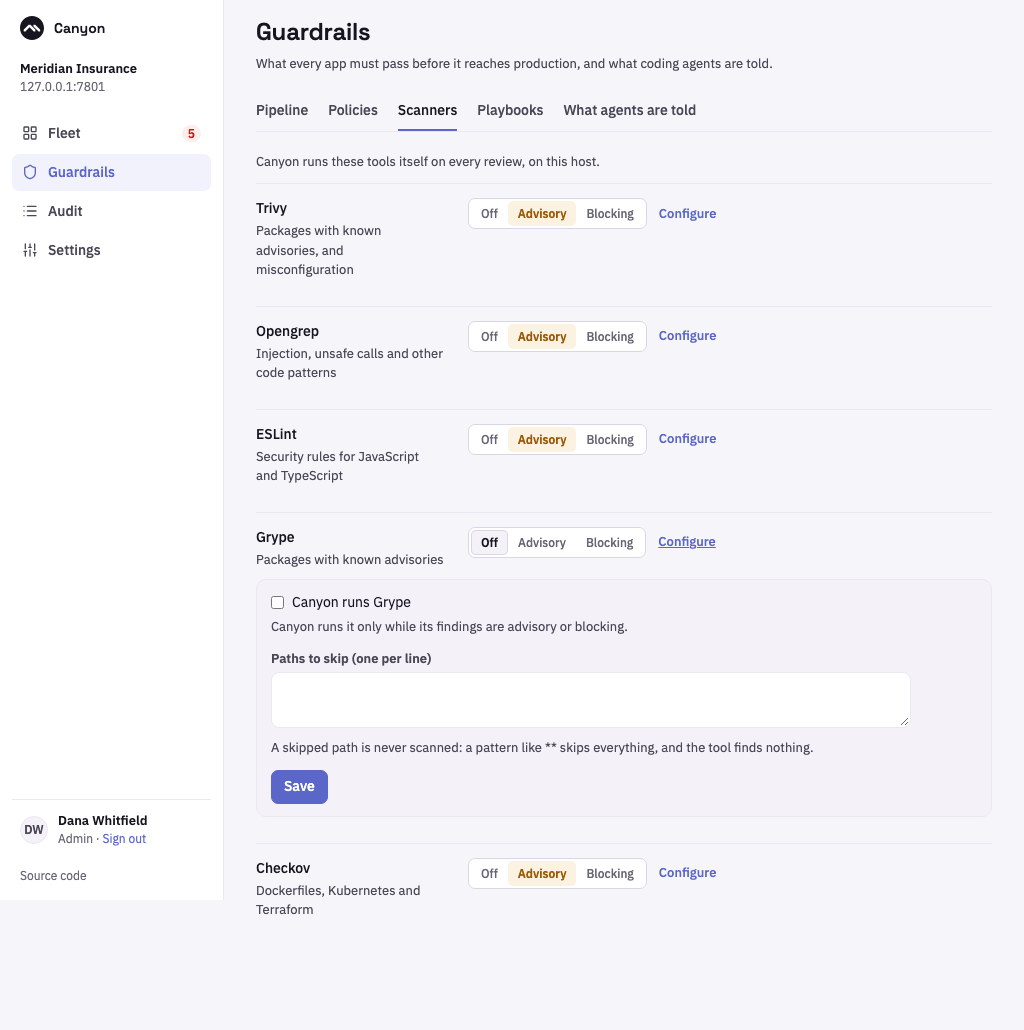 Canyon
Meridian Insurance
127.0.0.1:7801
Fleet 5
Guardrails
Audit
Settings
DW
Dana Whitfield
Admin · Sign out
Source code
Guardrails
What every app must pass before it reaches production, and what coding agents are told.
Pipeline Policies Scanners Playbooks What agents are told
Canyon runs these tools itself on every review, on this host.
Trivy
Packages with known
advisories, and
misconfiguration
Off Advisory Blocking Configure
Opengrep
Injection, unsafe calls and other
code patterns
Off Advisory Blocking Configure
ESLint
Security rules for JavaScript
and TypeScript
Off Advisory Blocking Configure
Grype
Packages with known advisories
Off Advisory Blocking Configure
Canyon runs Grype
Canyon runs it only while its findings are advisory or blocking.
Paths to skip (one per line)
A skipped path is never scanned: a pattern like ** skips everything, and the tool finds nothing.
Save
Checkov
Dockerfiles, Kubernetes and
Terraform
Off Advisory Blocking Configure